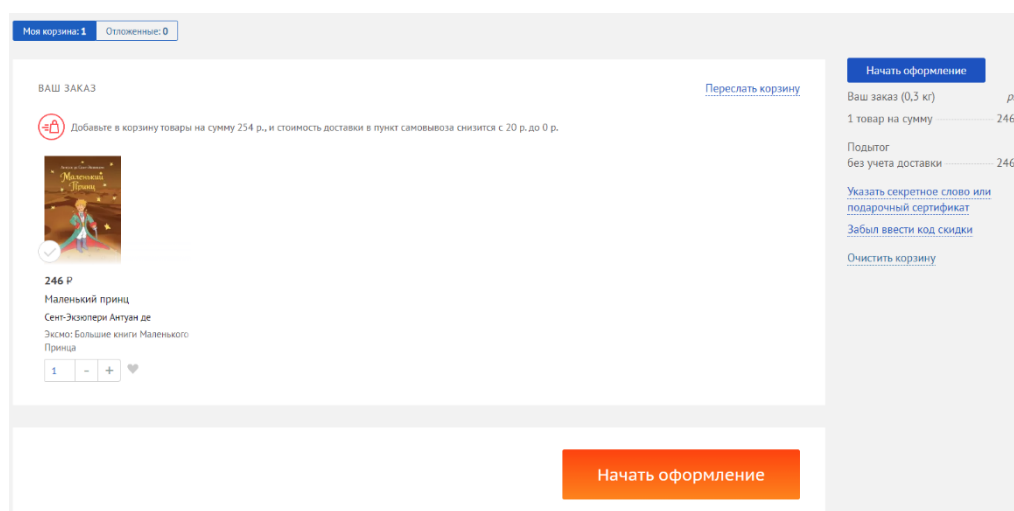 Моя корзина: 1 Отложенные: 0
ВАШ ЗАКАЗ
Переслать корзину
Добавьте в корзину товары на сумму 254 р., и стоимость доставки в пункт самовывоза снизится с 20 р. до 0 р.
Маленький
Принц
246 ₽
Маленький принц
Сент-Экзюпери Антуан де
Эксмо: Большие книги Маленького
Принца
1 - +
Начать оформление
Начать оформление
Ваш заказ (0,3 кг) р
1 товар на сумму 246
Подытог
без учета доставки 246
Указать секретное слово или
подарочный сертификат
Забыл ввести код скидки
Очистить корзину